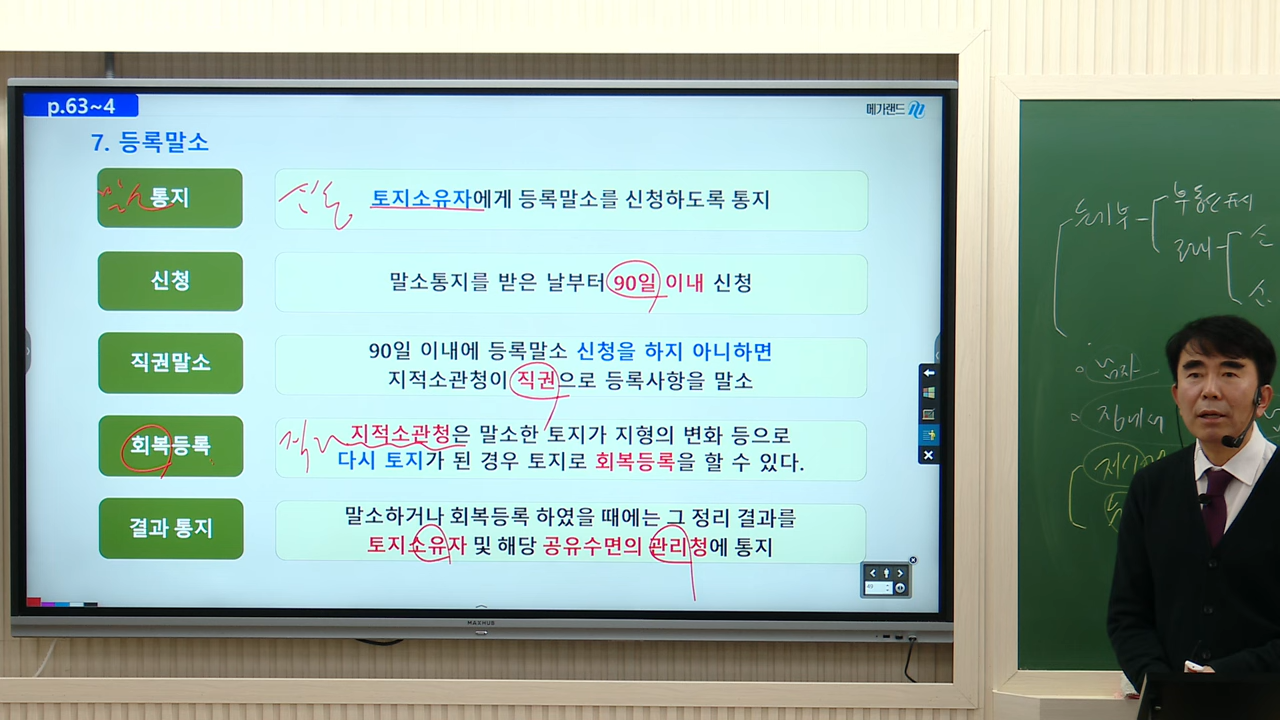 p.63~4
메가랜드
7. 등록말소
말소 통지
신청 토지소유자에게 등록말소를 신청하도록 통지
신청
말소통지를 받은 날부터 90일 이내 신청
직권말소
90일 이내에 등록말소 신청을 하지 아니하면
지적소관청이 직권으로 등록사항을 말소
회복등록
지적소관청은 말소한 토지가 지형의 변화 등으로
다시 토지가 된 경우 토지로 회복등록을 할 수 있다.
결과 통지
말소하거나 회복등록 하였을 때에는 그 정리 결과를
토지소유자 및 해당 공유수면의 관리청에 통지
MAXHUB